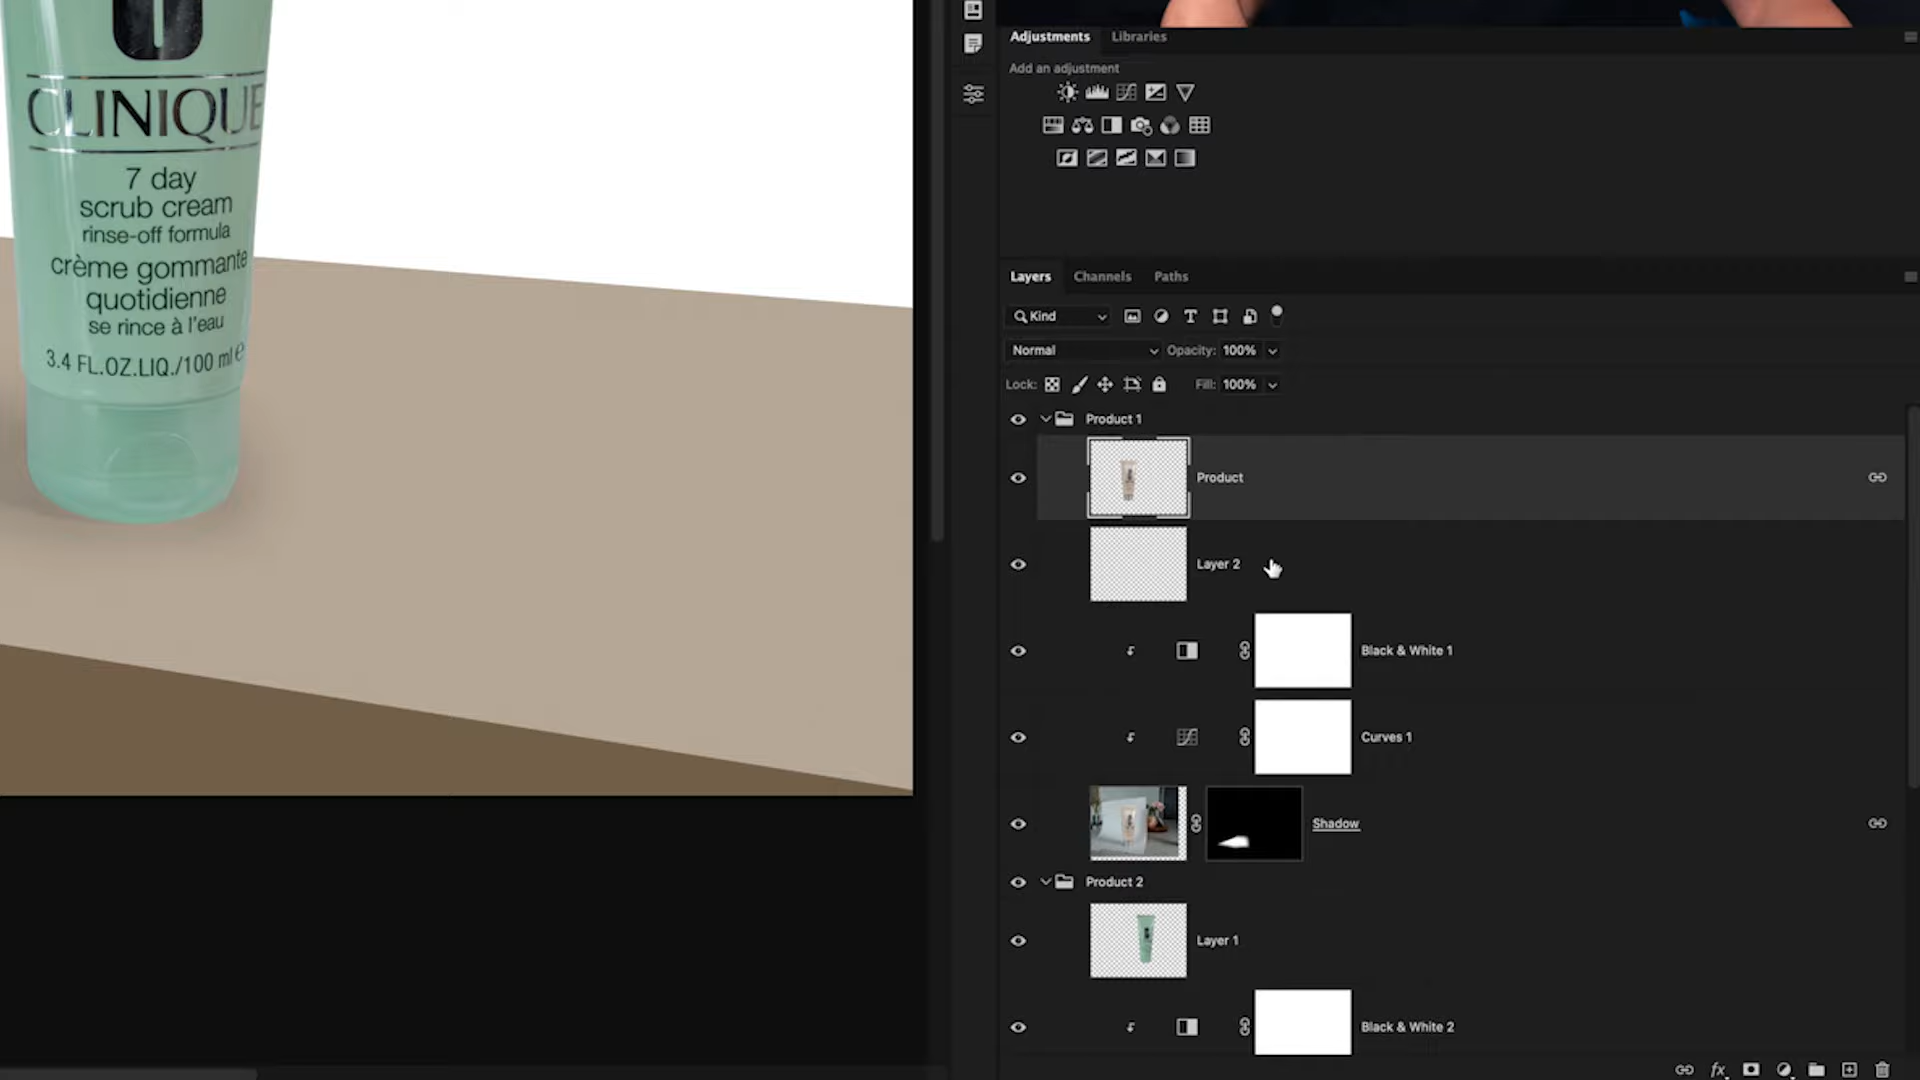 CLINIQUE
7 day
scrub cream
rinse-off formula
crème gommante
quotidienne
se rince à l'eau
3.4 FL.OZ.LIQ./100 ml e
Adjustments Libraries
Add an adjustment
Layers Channels Paths
Kind
Normal Opacity: 100%
Lock: Fill: 100%
Product 1
Product
Layer 2
Black & White 1
Curves 1
Shadow
Product 2
Layer 1
Black & White 2
fx